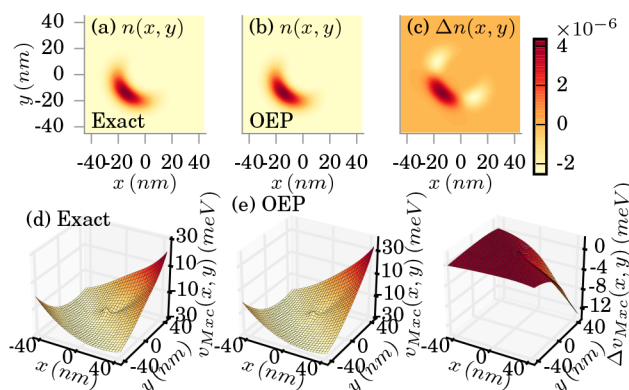 (a) n(x, y)
(b) n(x, y)
(c) Δn(x, y)
×10⁻⁶
y (nm)
40
20
0
-20
-40
Exact
OEP
4
2
0
-2
-40 -20 0 20 40
-40 -20 0 20 40
-40 -20 0 20 40
x (nm)
x (nm)
x (nm)
(d) Exact
(e) OEP
30
10
10
30
v_Mxc(x, y) (meV)
30
10
10
30
v_Mxc(x, y) (meV)
0
-4
-8
-12
Δv_Mxc(x, y) (meV)
-40 0 40
x (nm)
-40 0 40
y (nm)
-40 0 40
x (nm)
-40 0 40
y (nm)
-40 0 40
x (nm)
-40 0 40
y (nm)